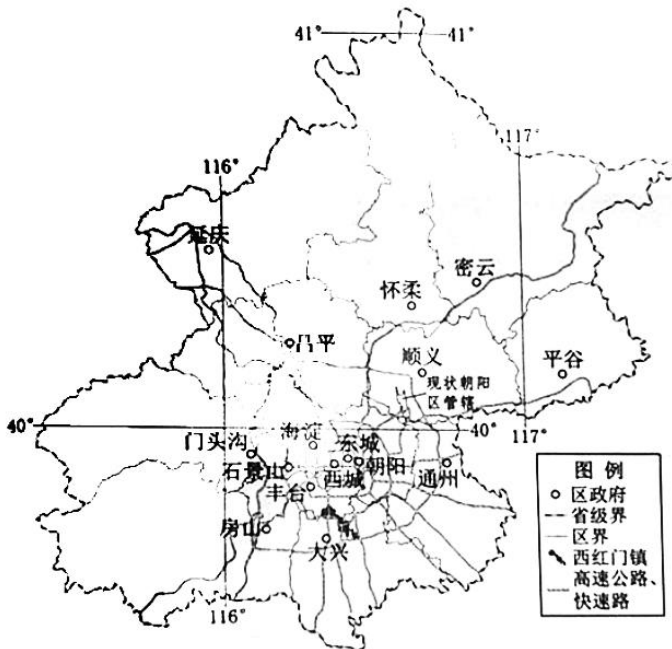 41°
41°
117°
116°
延庆
密云
怀柔
昌平
顺义
平谷
现状朝阳
区管辖
40°
40°
117°
海淀
门头沟
东城
石景山
西城
朝阳
通州
丰台
房山
大兴
116°
图例
区政府
省级界
区界
西红门镇
高速公路、
快速路